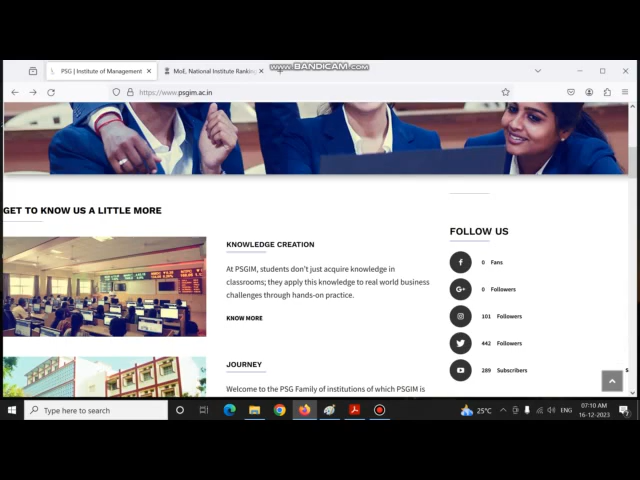 www.BANDICAM.com
PSG | Institute of Management
MoE, National Institute Ranking
https://www.psgim.ac.in
GET TO KNOW US A LITTLE MORE
KNOWLEDGE CREATION
At PSGIM, students don't just acquire knowledge in
classrooms; they apply this knowledge to real world business
challenges through hands-on practice.
KNOW MORE
JOURNEY
Welcome to the PSG Family of institutions of which PSGIM is
FOLLOW US
0 Fans
G+ 0 Followers
101 Followers
442 Followers
289 Subscribers
Type here to search
25°C
ENG
07:10 AM
16-12-2023